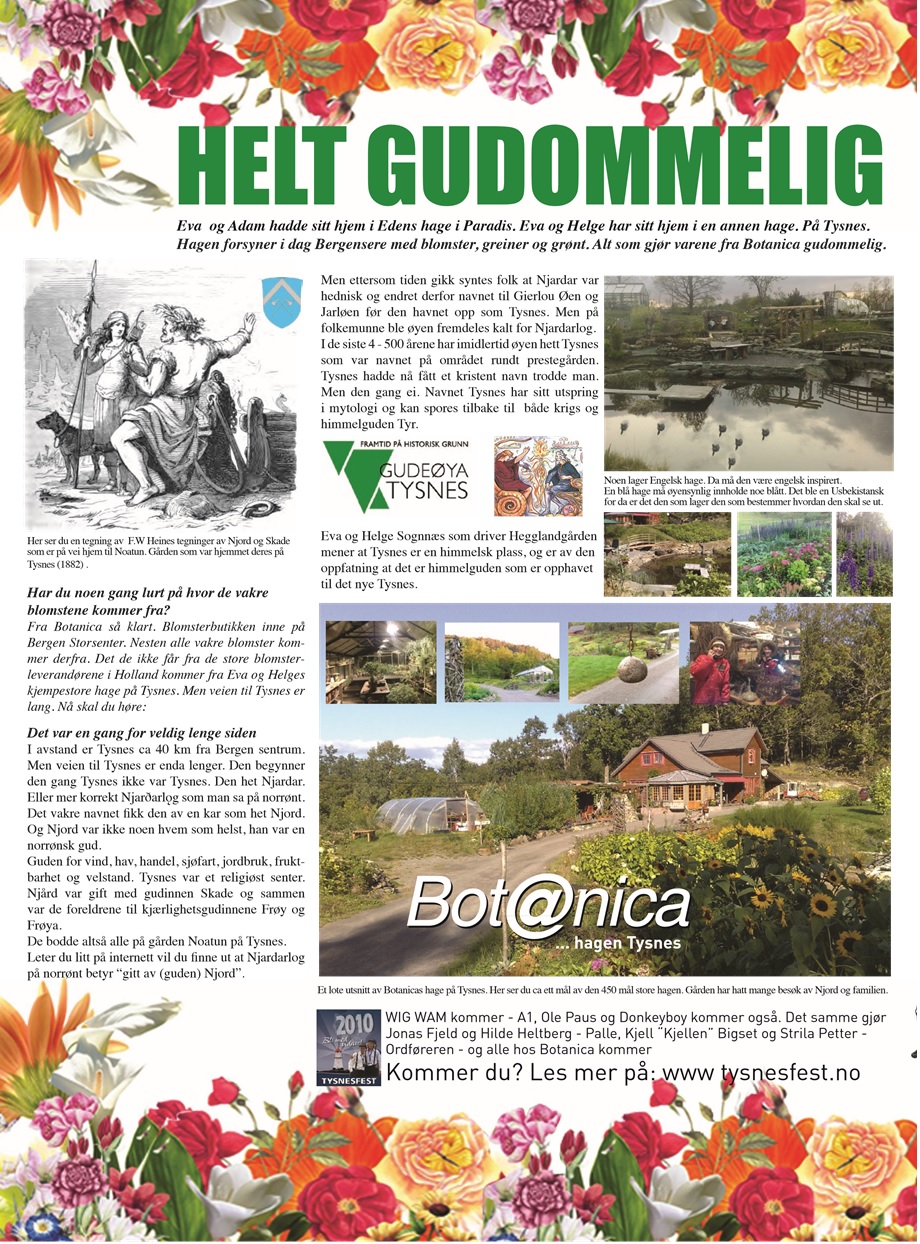 HELT GUDOMMELIG
Eva og Adam hadde sitt hjem i Edens hage i Paradis. Eva og Helge har sitt hjem i en annen hage. På Tysnes.
Hagen forsyner i dag Bergensere med blomster, greiner og grønt. Alt som gjør varene fra Botanica gudommelig.
Her ser du en tegning av F.W Heines tegninger av Njord og Skade
som er på vei hjem til Noatun. Gården som var hjemmet deres på
Tysnes (1882) .
Har du noen gang lurt på hvor de vakre
blomstene kommer fra?
Fra Botanica så klart. Blomsterbutikken inne på
Bergen Storsenter. Nesten alle vakre blomster kom-
mer derfra. Det de ikke får fra de store blomster-
leverandørene i Holland kommer fra Eva og Helges
kjempestore hage på Tysnes. Men veien til Tysnes er
lang. Nå skal du høre:
Det var en gang for veldig lenge siden
I avstand er Tysnes ca 40 km fra Bergen sentrum.
Men veien til Tysnes er enda lenger. Den begynner
den gang Tysnes ikke var Tysnes. Den het Njardar.
Eller mer korrekt Njarðarlǫg som man sa på norrønt.
Det vakre navnet fikk den av en kar som het Njord.
Og Njord var ikke noen hvem som helst, han var en
norrønsk gud.
Guden for vind, hav, handel, sjøfart, jordbruk, frukt-
barhet og velstand. Tysnes var et religiøst senter.
Njård var gift med gudinnen Skade og sammen
var de foreldrene til kjærlighetsgudinnene Frøy og
Frøya.
De bodde altså alle på gården Noatun på Tysnes.
Leter du litt på internett vil du finne ut at Njardarlog
på norrønt betyr “gitt av (guden) Njord”.
Men ettersom tiden gikk syntes folk at Njardar var
hednisk og endret derfor navnet til Gierlou Øen og
Jarløen før den havnet opp som Tysnes. Men på
folkemunne ble øyen fremdeles kalt for Njardarlog.
I de siste 4 - 500 årene har imidlertid øyen hett Tysnes
som var navnet på området rundt prestegården.
Tysnes hadde nå fått et kristent navn trodde man.
Men den gang ei. Navnet Tysnes har sitt utspring
i mytologi og kan spores tilbake til både krigs og
himmelguden Tyr.
FRAMTID PÅ HISTORISK GRUNN
GUDEØYA
TYSNES
Eva og Helge Sognnæs som driver Hegglandgården
mener at Tysnes er en himmelsk plass, og er av den
oppfatning at det er himmelguden som er opphavet
til det nye Tysnes.
Noen lager Engelsk hage. Da må den være engelsk inspirert.
En blå hage må øyensynlig innholde noe blått. Det ble en Usbekistansk
for da er det den som lager den som bestemmer hvordan den skal se ut.
Bot@nica
... hagen Tysnes
Et lote utsnitt av Botanicas hage på Tysnes. Her ser du ca ett mål av den 450 mål store hagen. Gården har hatt mange besøk av Njord og familien.
2010
TYSNESFEST
WIG WAM kommer - A1, Ole Paus og Donkeyboy kommer også. Det samme gjør
Jonas Fjeld og Hilde Heltberg - Palle, Kjell “Kjellen” Bigset og Strila Petter -
Ordføreren - og alle hos Botanica kommer
Kommer du? Les mer på: www tysnesfest.no